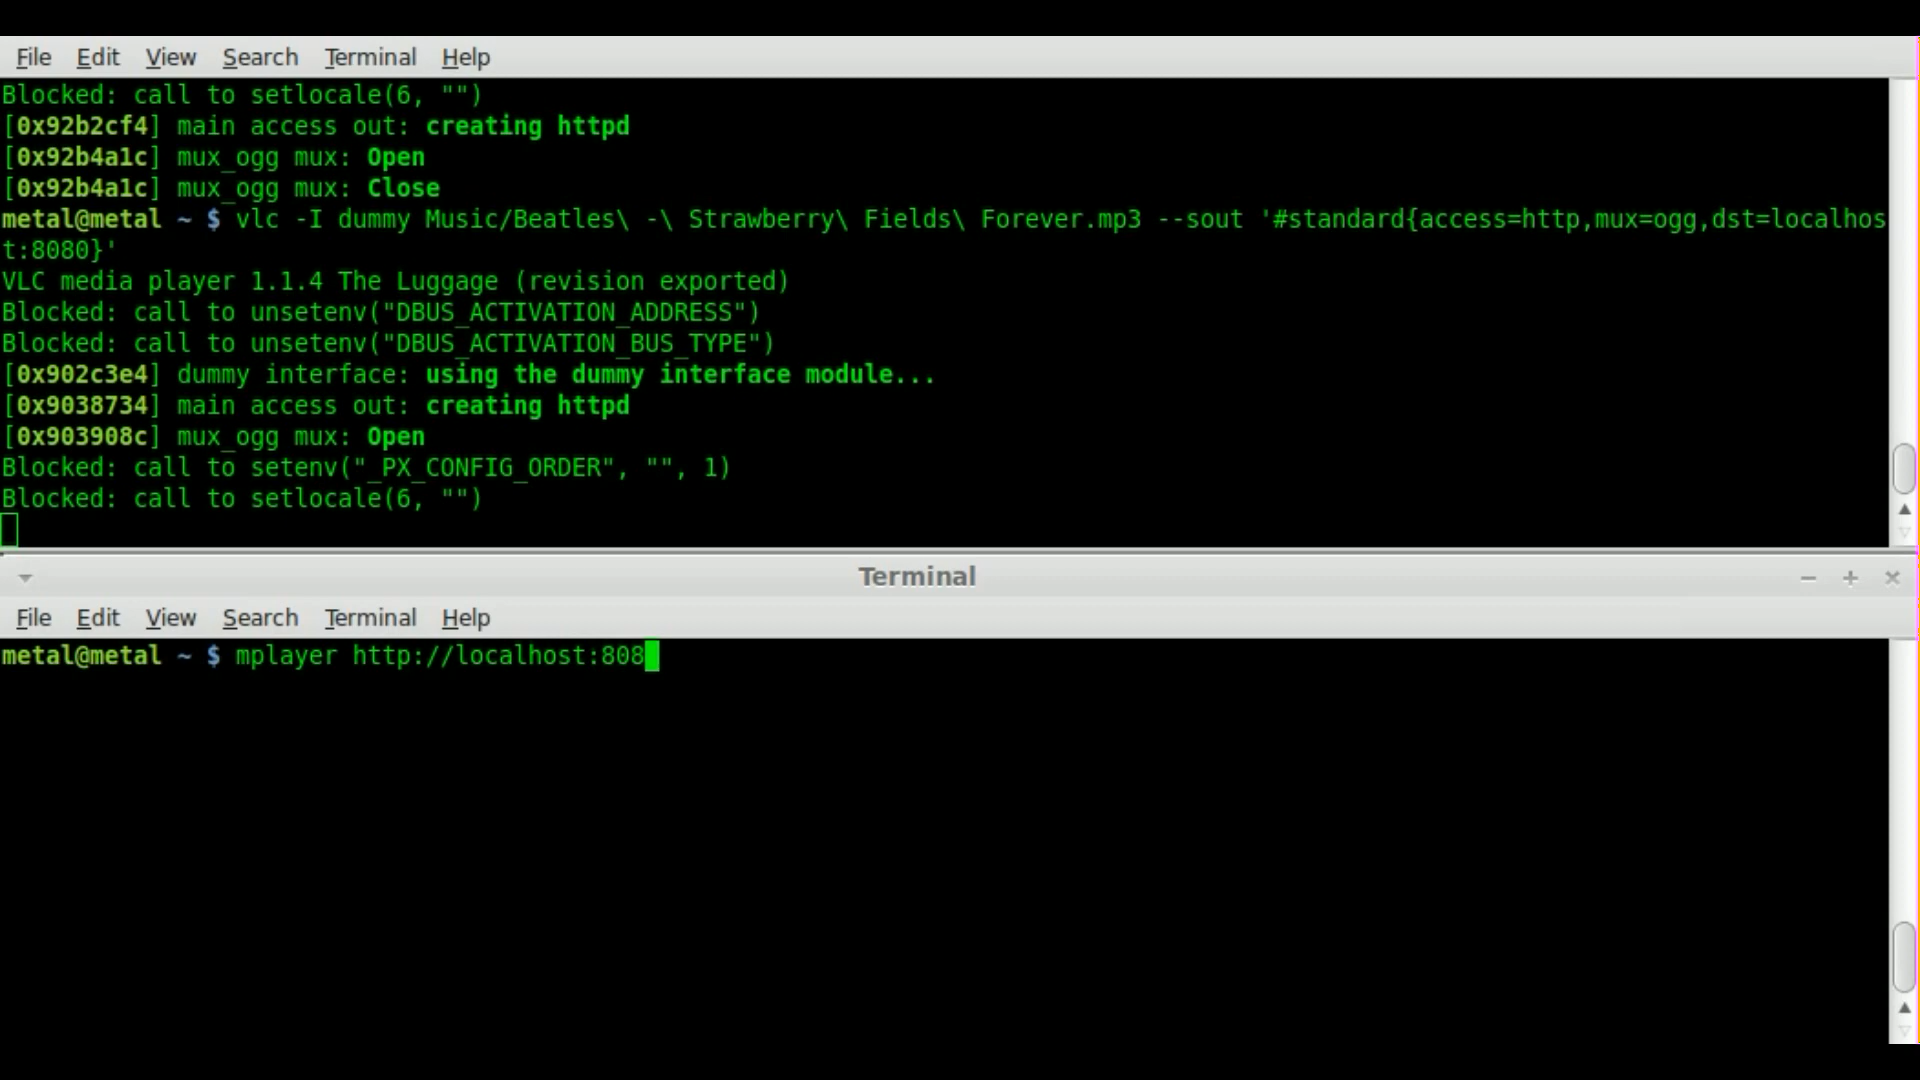 File Edit View Search Terminal Help
Blocked: call to setlocale(6, "")
[0x92b2cf4] main access out: creating httpd
[0x92b4a1c] mux_ogg mux: Open
[0x92b4a1c] mux_ogg mux: Close
metal@metal ~ $ vlc -I dummy Music/Beatles\ -\ Strawberry\ Fields\ Forever.mp3 --sout '#standard{access=http,mux=ogg,dst=localhos
t:8080}'
VLC media player 1.1.4 The Luggage (revision exported)
Blocked: call to unsetenv("DBUS_ACTIVATION_ADDRESS")
Blocked: call to unsetenv("DBUS_ACTIVATION_BUS_TYPE")
[0x902c3e4] dummy interface: using the dummy interface module...
[0x9038734] main access out: creating httpd
[0x903908c] mux_ogg mux: Open
Blocked: call to setenv("_PX_CONFIG_ORDER", "", 1)
Blocked: call to setlocale(6, "")
Terminal
File Edit View Search Terminal Help
metal@metal ~ $ mplayer http://localhost:808